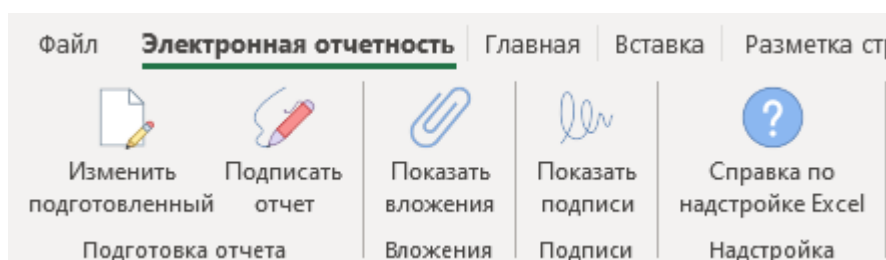 Файл Электронная отчетность Главная Вставка Разметка
Изменить Подписать Показать Показать Справка по
подготовленный отчет вложения подписи надстройке Excel
Подготовка отчета Вложения Подписи Надстройка